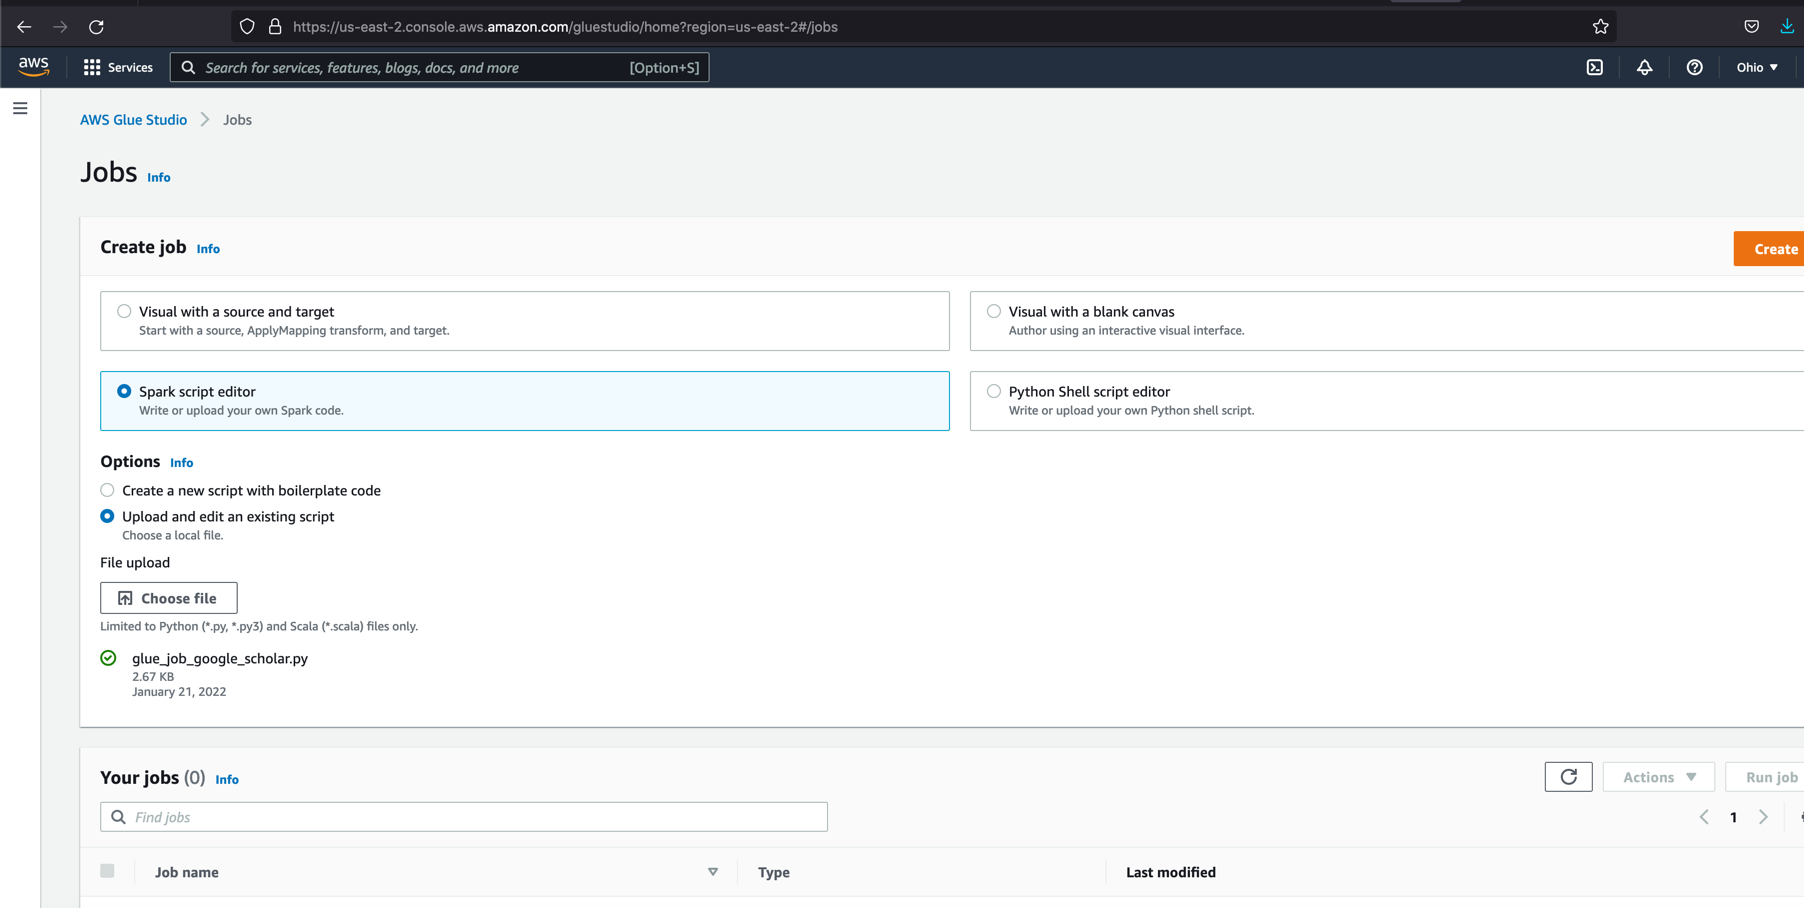 https://us-east-2.console.aws.amazon.com/gluestudio/home?region=us-east-2#/jobs
aws
Services
Search for services, features, blogs, docs, and more
[Option+S]
Ohio
AWS Glue Studio
Jobs
Jobs
Info
Create job
Info
Create
Visual with a source and target
Start with a source, ApplyMapping transform, and target.
Visual with a blank canvas
Author using an interactive visual interface.
Spark script editor
Write or upload your own Spark code.
Python Shell script editor
Write or upload your own Python shell script.
Options
Info
Create a new script with boilerplate code
Upload and edit an existing script
Choose a local file.
File upload
Choose file
Limited to Python (*.py, *.py3) and Scala (*.scala) files only.
glue_job_google_scholar.py
2.67 KB
January 21, 2022
Your jobs (0)
Info
Actions
Run job
Find jobs
1
Job name
Type
Last modified